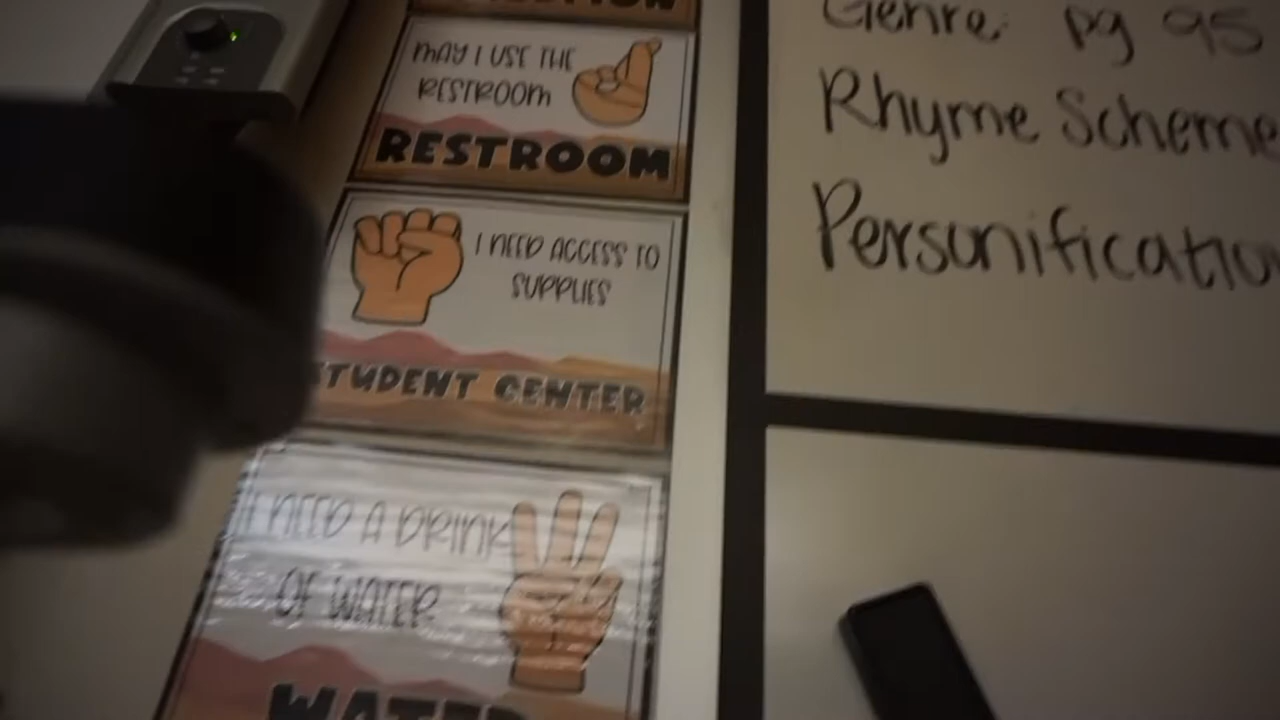 MAY I USE THE
RESTROOM
RESTROOM
I NEED ACCESS TO
SUPPLIES
STUDENT CENTER
I NEED A DRINK
OF WATER
WATER
Genre: pg 95
Rhyme Scheme
Personification